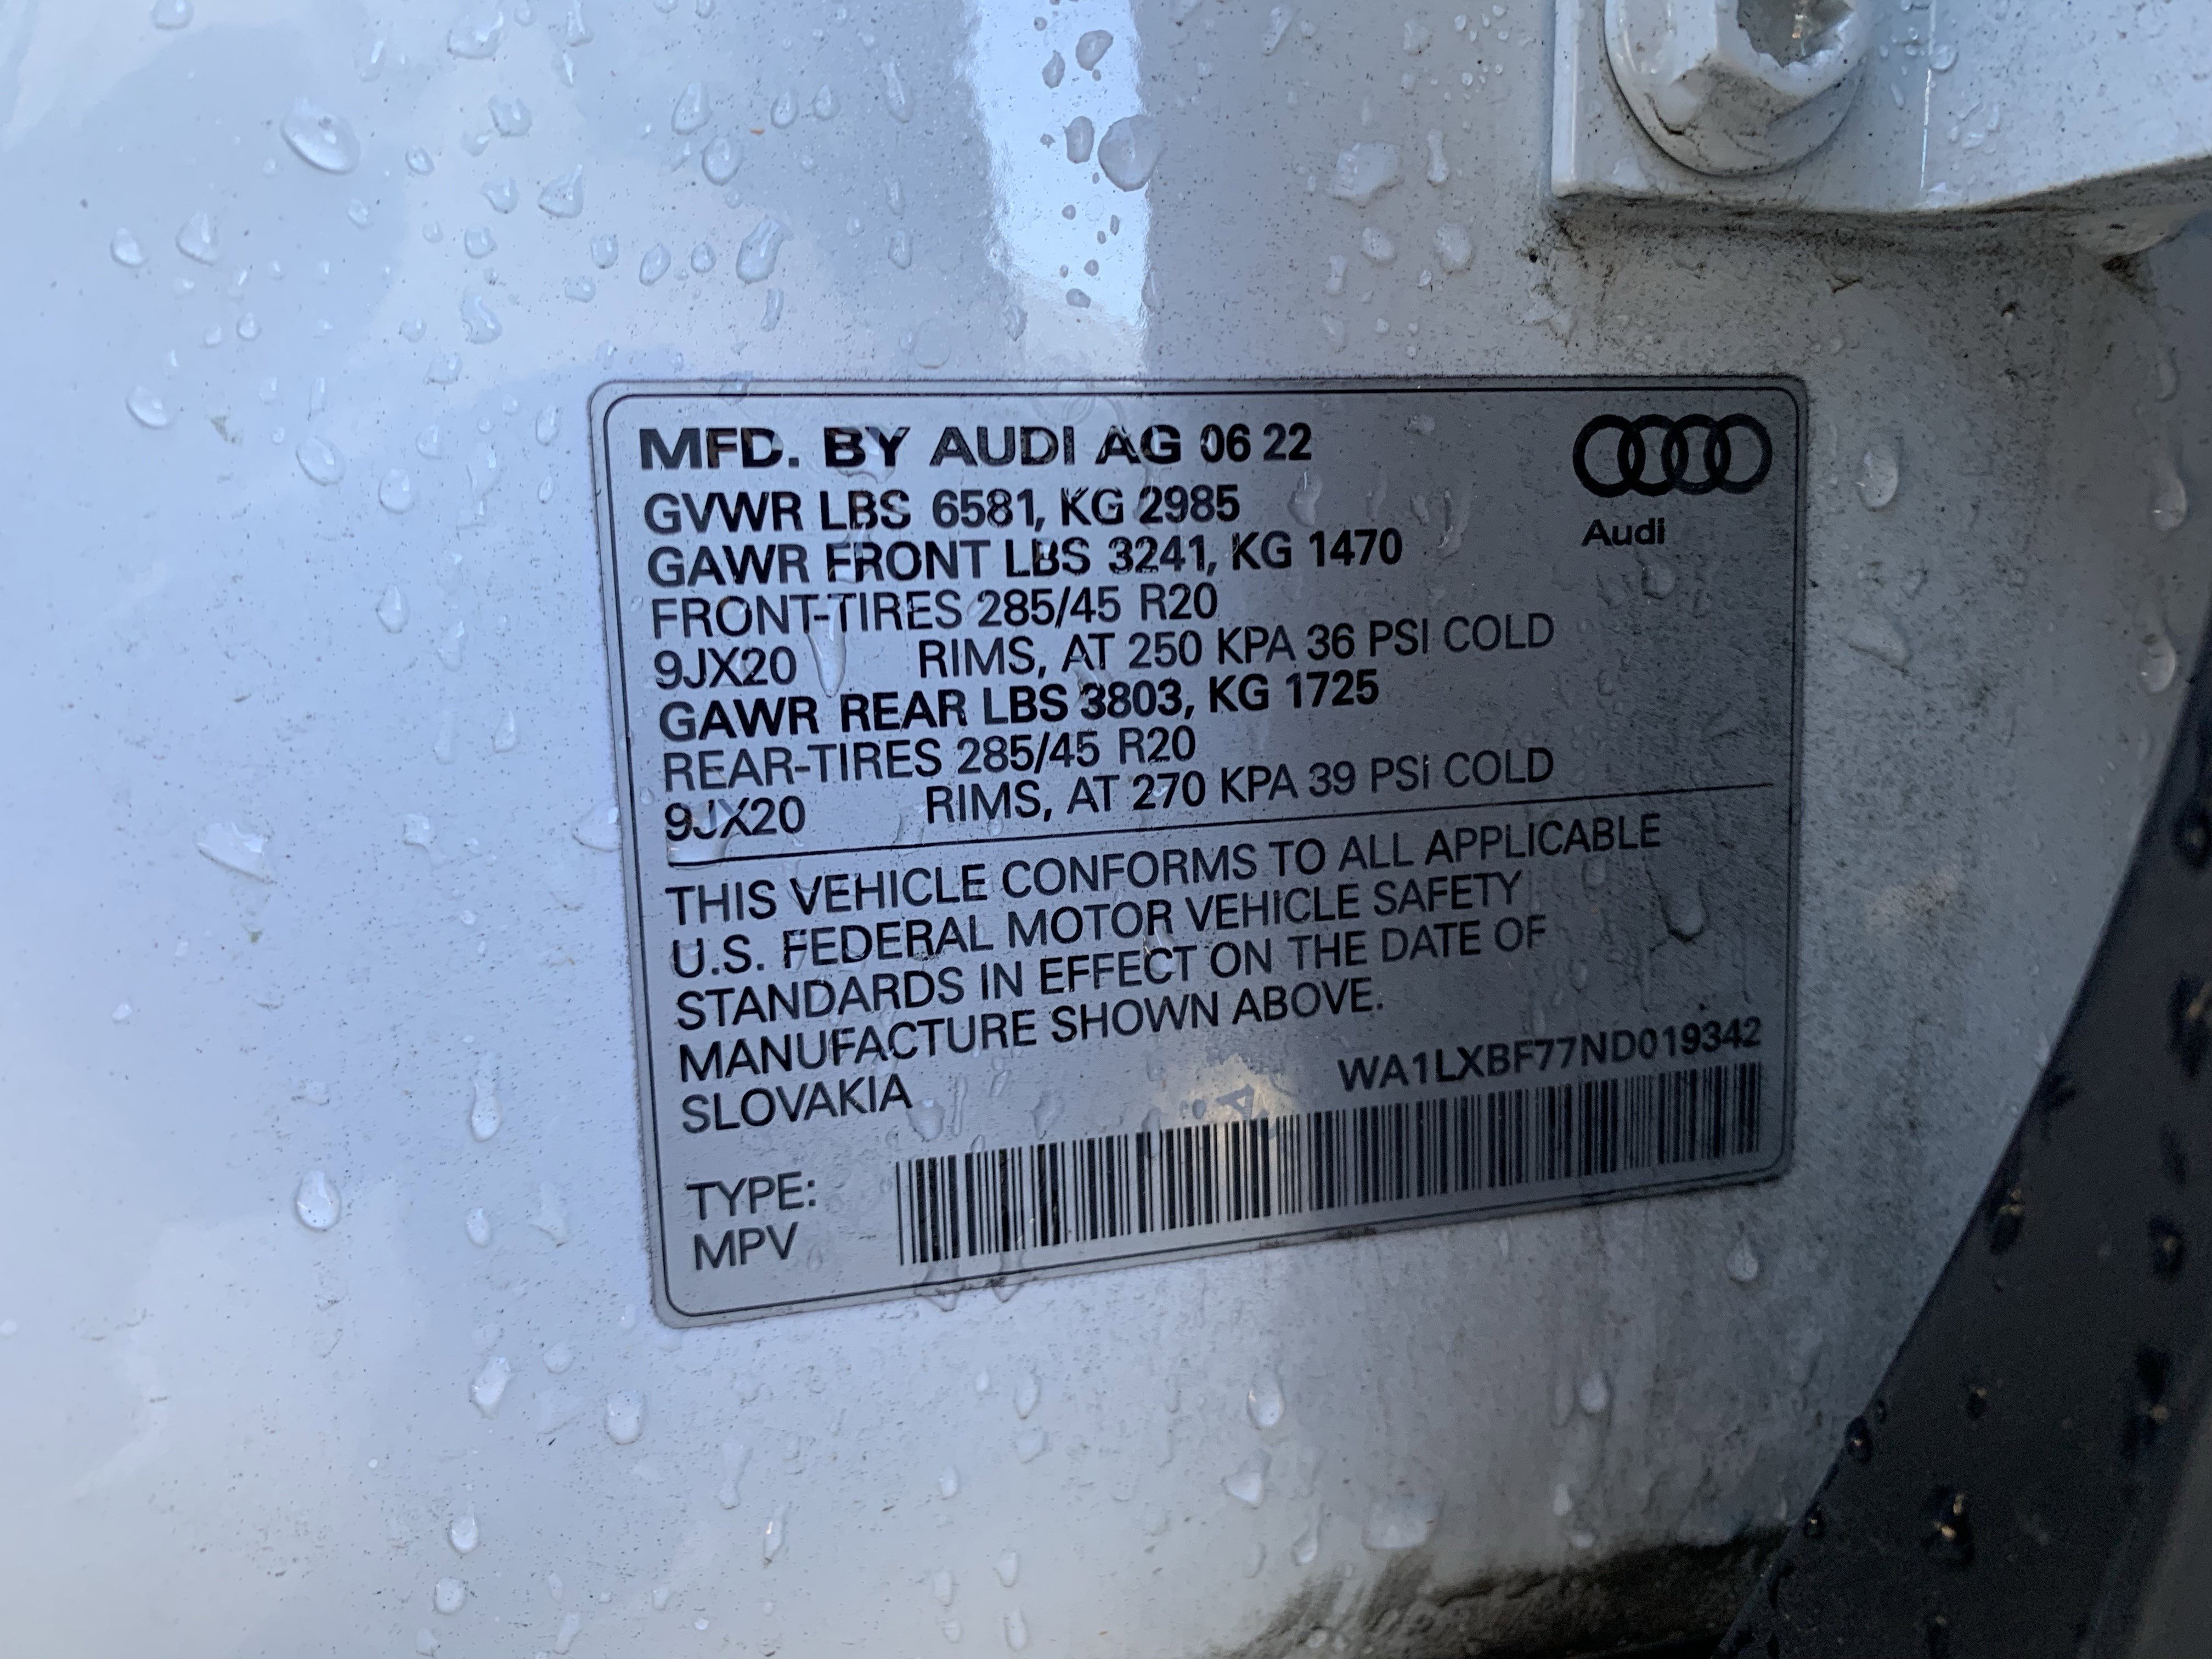 MFD. BY AUDI AG 06 22
Audi
GVWR LBS 6581, KG 2985
GAWR FRONT LBS 3241, KG 1470
FRONT-TIRES 285/45 R20
9JX20 RIMS, AT 250 KPA 36 PSI COLD
GAWR REAR LBS 3803, KG 1725
REAR-TIRES 285/45 R20
9JX20 RIMS, AT 270 KPA 39 PSI COLD
THIS VEHICLE CONFORMS TO ALL APPLICABLE
U.S. FEDERAL MOTOR VEHICLE SAFETY
STANDARDS IN EFFECT ON THE DATE OF
MANUFACTURE SHOWN ABOVE.
SLOVAKIA
WA1LXBF77ND019342
TYPE:
MPV